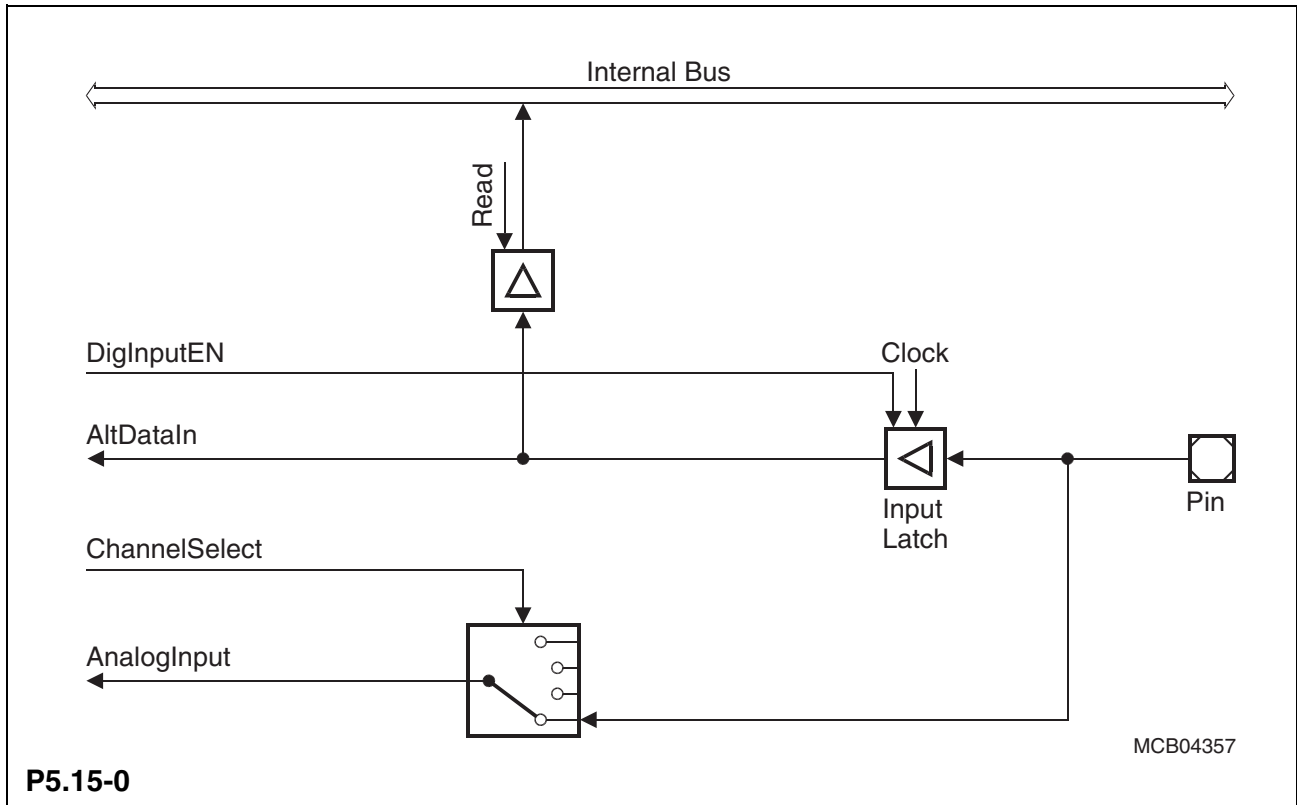 Internal Bus
Read
DigInputEN
Clock
AltDataIn
Input
Latch
Pin
ChannelSelect
AnalogInput
MCB04357
P5.15-0